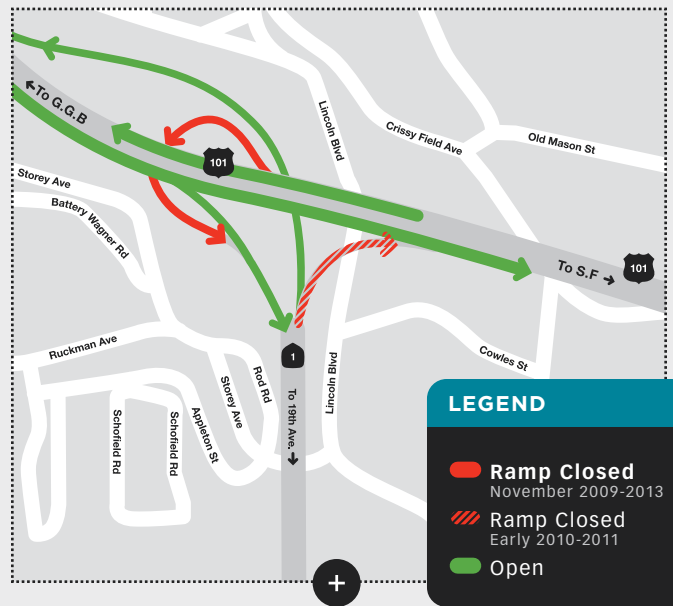 ←To G.G.B
101
Lincoln Blvd
Crissy Field Ave
Old Mason St
Storey Ave
Battery Wagner Rd
To S.F →
101
Ruckman Ave
1
To 19th Ave. →
Lincoln Blvd
Cowles St
Rod Rd
Storey Ave
Appleton St
Schofield Rd
Schofield Rd
LEGEND
Ramp Closed
November 2009-2013
Ramp Closed
Early 2010-2011
Open
+